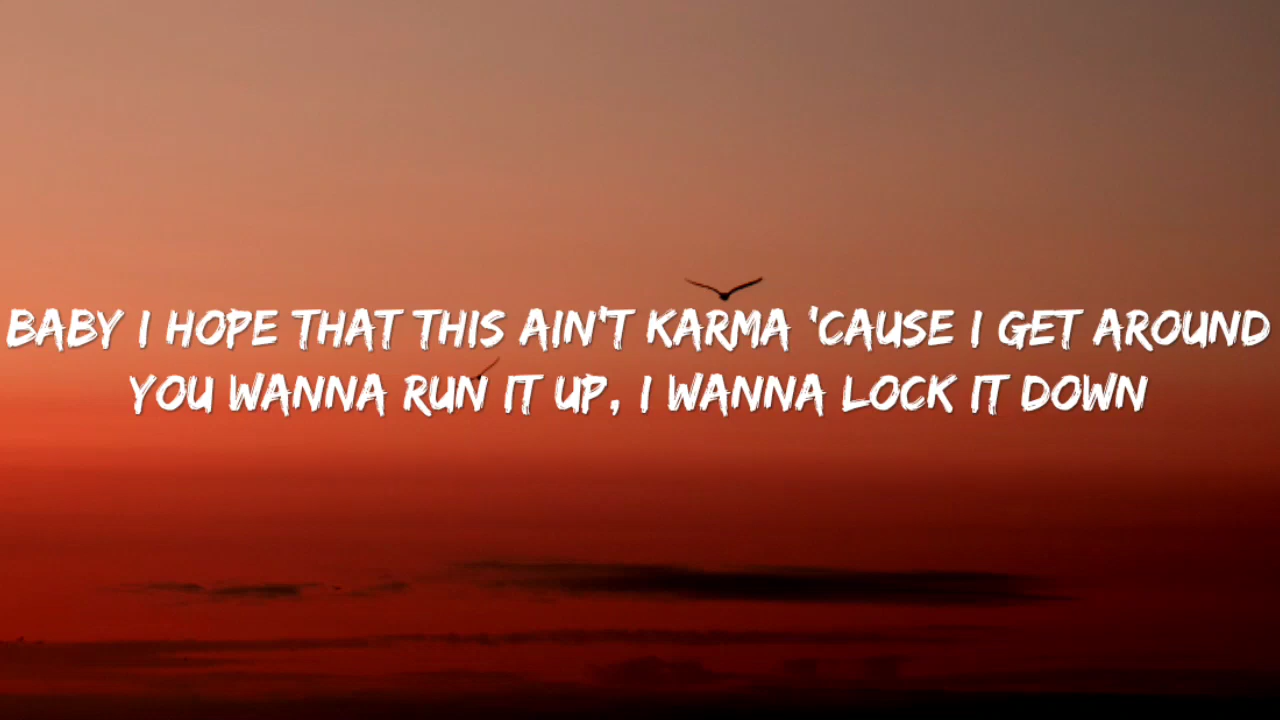 BABY I HOPE THAT THIS AIN'T KARMA 'CAUSE I GET AROUND
YOU WANNA RUN IT UP, I WANNA LOCK IT DOWN